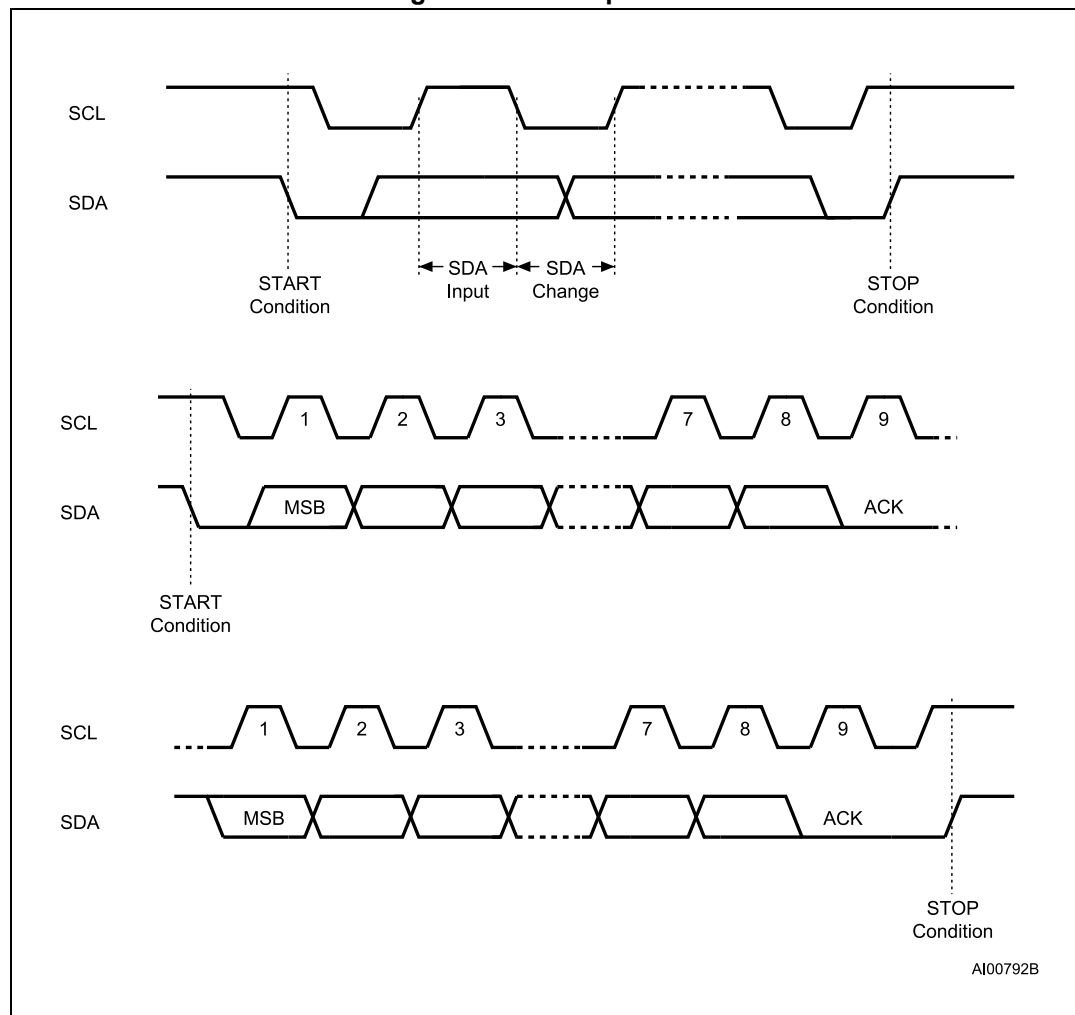 SCL
SDA
START
Condition
SDA
Input
SDA
Change
STOP
Condition
SCL
1 2 3 7 8 9
SDA
MSB ACK
START
Condition
SCL
1 2 3 7 8 9
SDA
MSB ACK
STOP
Condition
AI00792B